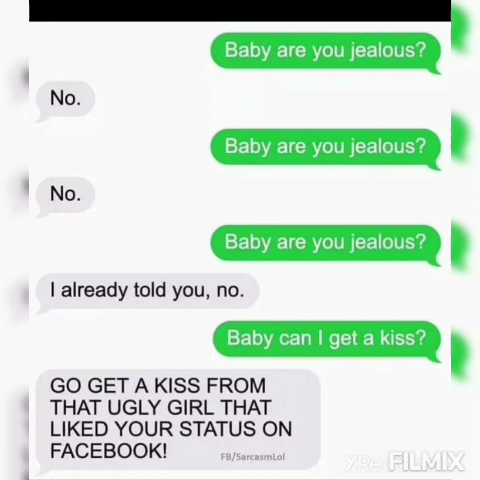 Baby are you jealous?
No.
Baby are you jealous?
No.
Baby are you jealous?
I already told you, no.
Baby can I get a kiss?
GO GET A KISS FROM
THAT UGLY GIRL THAT
LIKED YOUR STATUS ON
FACEBOOK!
FB/SarcasmLol
FILMIX